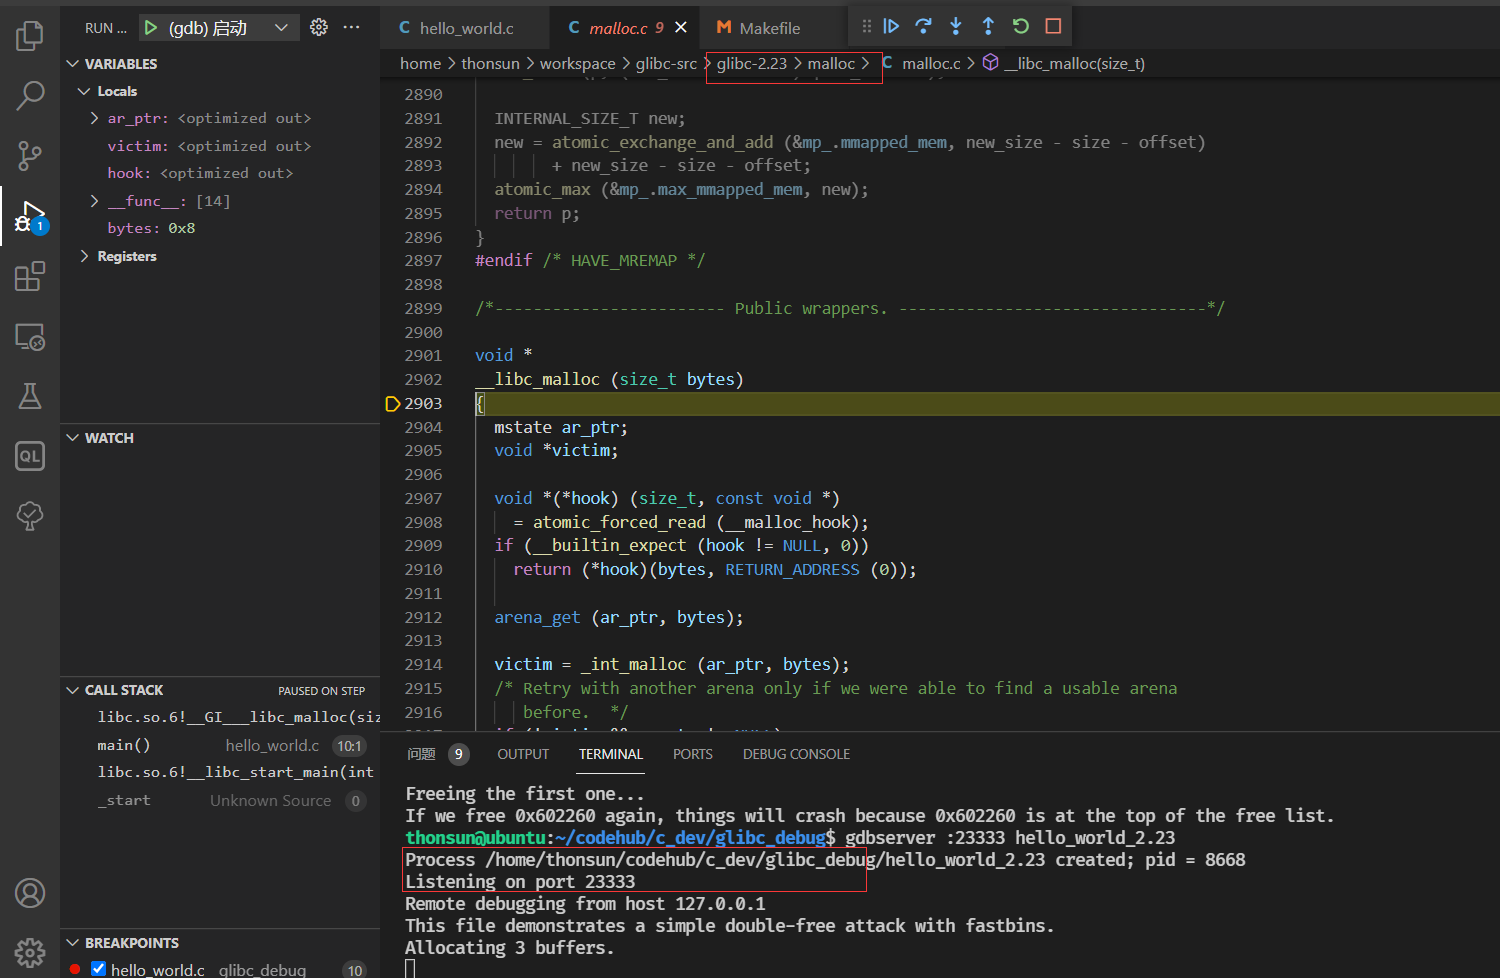 RUN ... (gdb) 启动
hello_world.c malloc.c 9 Makefile
home > thonsun > workspace > glibc-src > glibc-2.23 > malloc > malloc.c > __libc_malloc(size_t)
VARIABLES
Locals
ar_ptr: <optimized out>
victim: <optimized out>
hook: <optimized out>
__func__: [14]
bytes: 0x8
Registers
WATCH
CALL STACK PAUSED ON STEP
libc.so.6!__GI___libc_malloc(siz
main() hello_world.c 10:1
libc.so.6!__libc_start_main(int
_start Unknown Source 0
BREAKPOINTS
hello_world.c glibc_debug 10
1
QL
2890
2891 INTERNAL_SIZE_T new;
2892 new = atomic_exchange_and_add (&mp_.mmapped_mem, new_size - size - offset)
2893 + new_size - size - offset;
2894 atomic_max (&mp_.max_mmapped_mem, new);
2895 return p;
2896 }
2897 #endif /* HAVE_MREMAP */
2898
2899 /*------------------------ Public wrappers. --------------------------------*/
2900
2901 void *
2902 __libc_malloc (size_t bytes)
2903 {
2904 mstate ar_ptr;
2905 void *victim;
2906
2907 void *(*hook) (size_t, const void *)
2908 = atomic_forced_read (__malloc_hook);
2909 if (__builtin_expect (hook != NULL, 0))
2910 return (*hook)(bytes, RETURN_ADDRESS (0));
2911
2912 arena_get (ar_ptr, bytes);
2913
2914 victim = _int_malloc (ar_ptr, bytes);
2915 /* Retry with another arena only if we were able to find a usable arena
2916 before. */
问题 9 OUTPUT TERMINAL PORTS DEBUG CONSOLE
Freeing the first one...
If we free 0x602260 again, things will crash because 0x602260 is at the top of the free list.
thonsun@ubuntu:~/codehub/c_dev/glibc_debug$ gdbserver :23333 hello_world_2.23
Process /home/thonsun/codehub/c_dev/glibc_debug/hello_world_2.23 created; pid = 8668
Listening on port 23333
Remote debugging from host 127.0.0.1
This file demonstrates a simple double-free attack with fastbins.
Allocating 3 buffers.